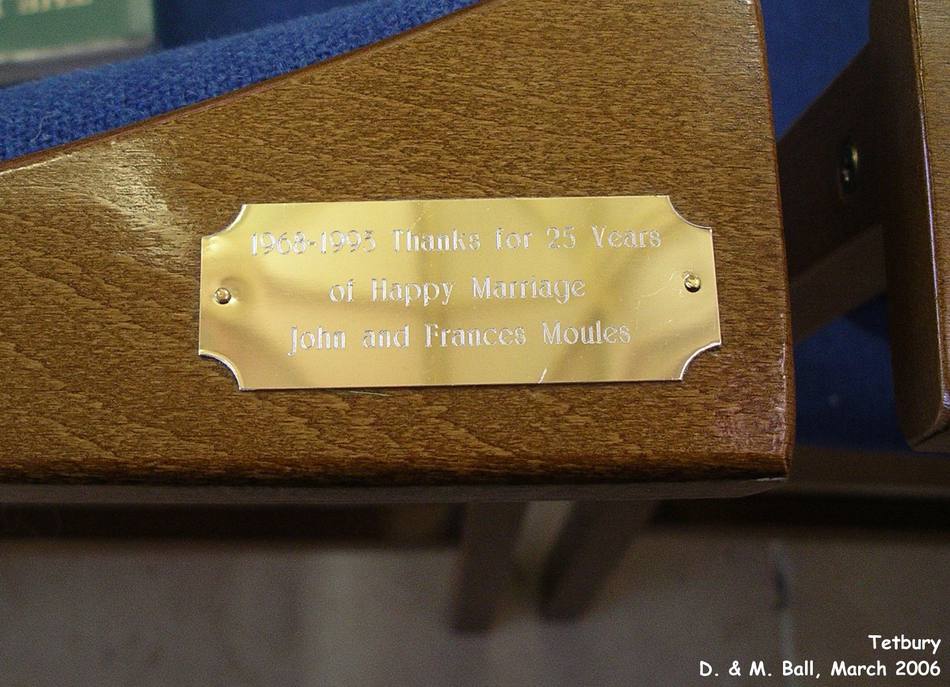 1968-1993 Thanks for 25 Years
of Happy Marriage
John and Frances Moules
Tetbury
D. & M. Ball, March 2006